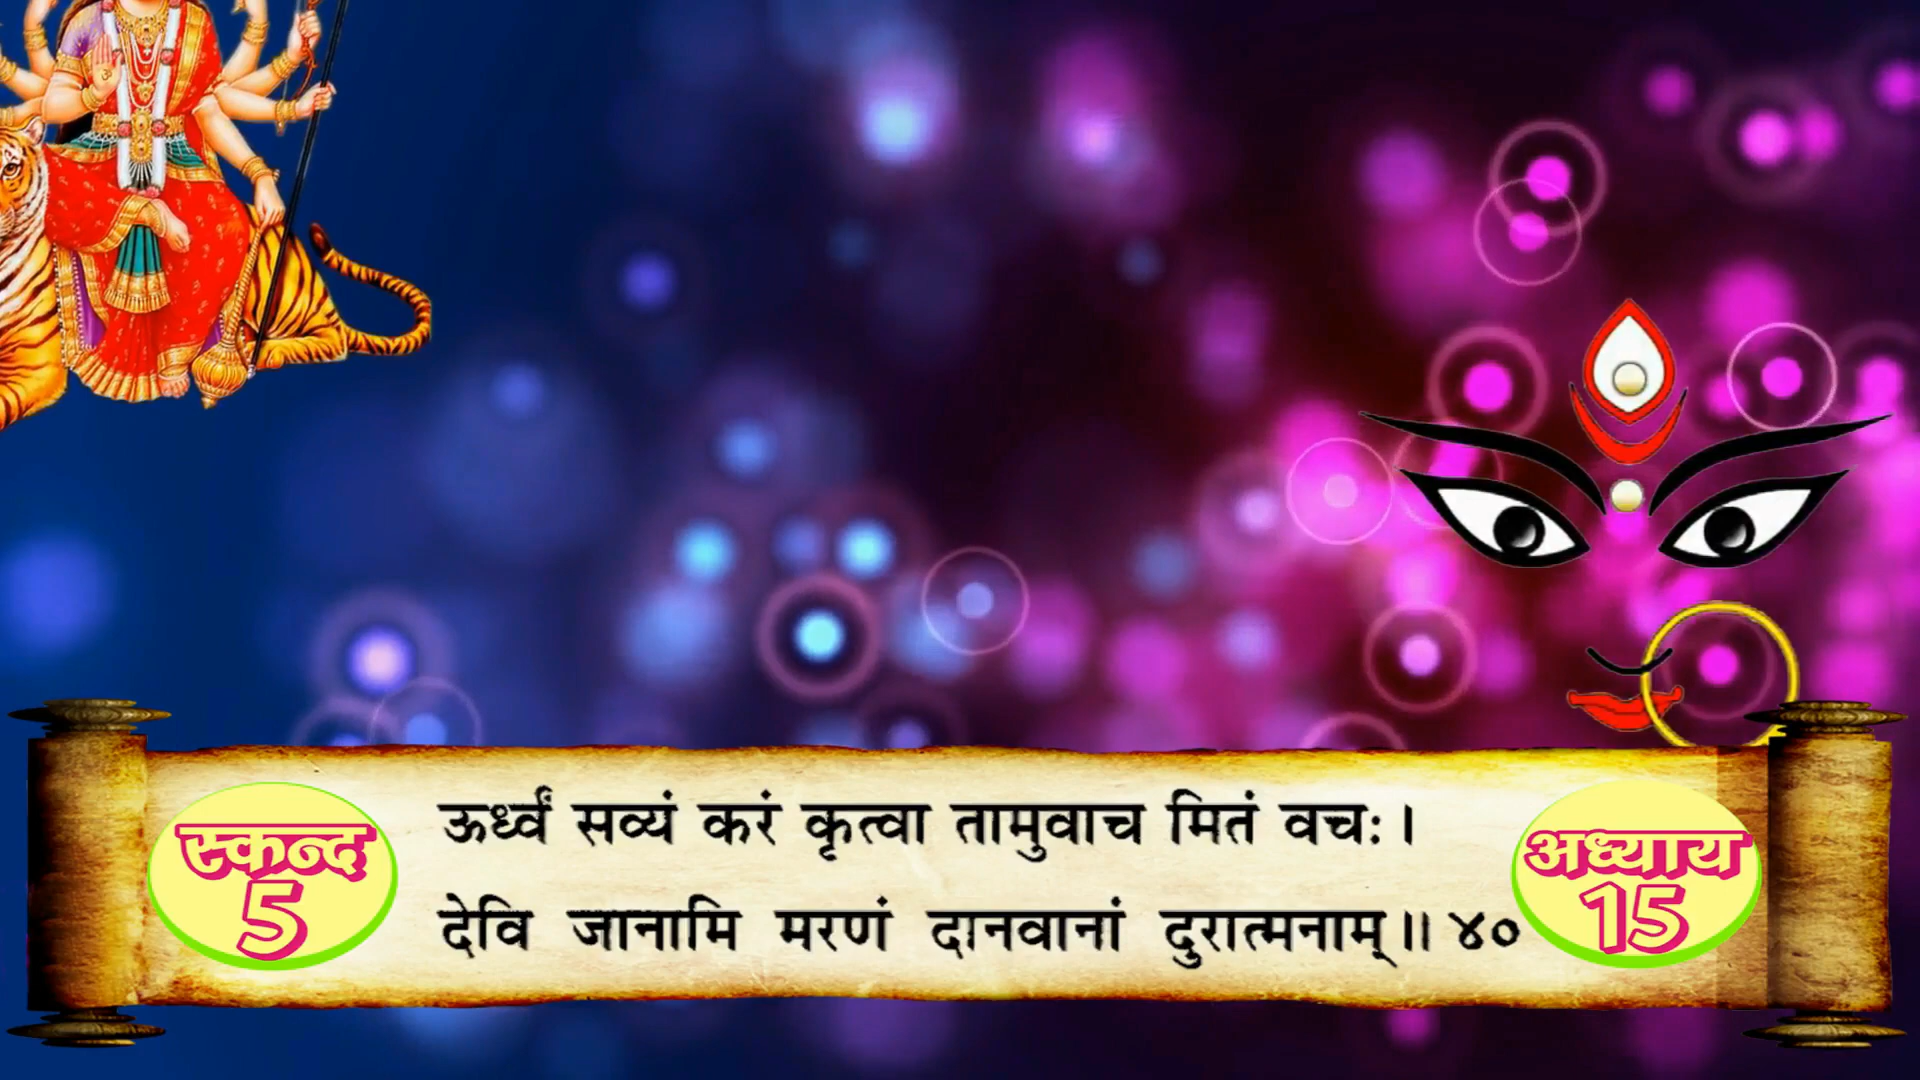 ऊर्ध्वं सव्यं करं कृत्वा तामुवाच मितं वचः ।
देवि जानामि मरणं दानवानां दुरात्मनाम् ॥ ४०
स्कन्द
5
अध्याय
15